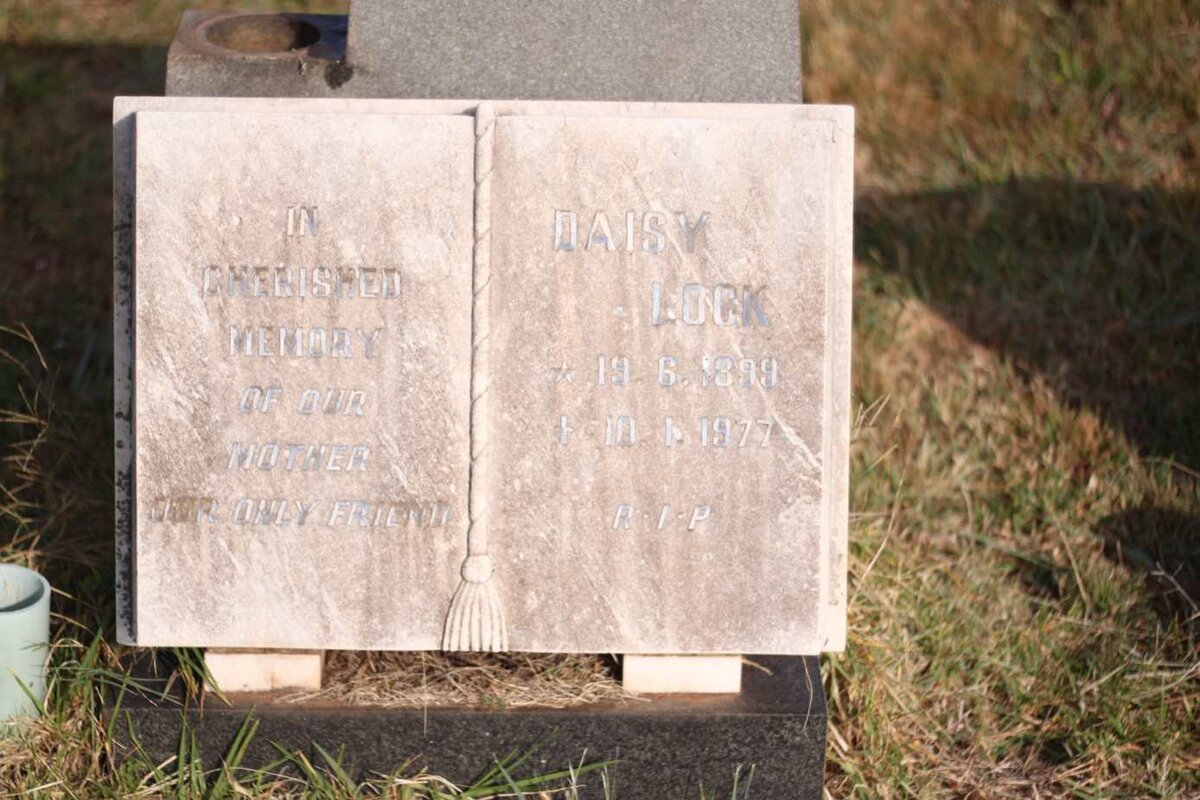 IN
CHERISHED
MEMORY
OF OUR
MOTHER
OUR ONLY FRIEND
DAISY
LOCK
* 19. 6. 1899
† 10. 1. 1977
R·I·P